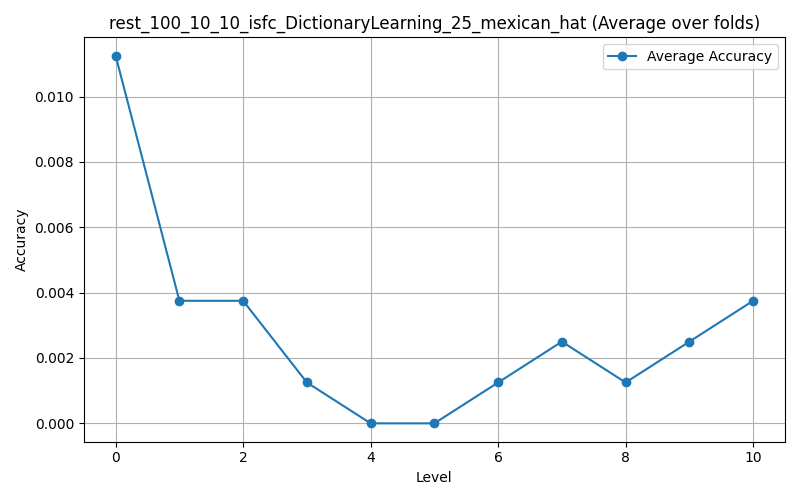 rest_100_10_10_isfc_DictionaryLearning_25_mexican_hat (Average over folds)
Average Accuracy
0.010
0.008
0.006
0.004
0.002
0.000
Accuracy
0 2 4 6 8 10
Level